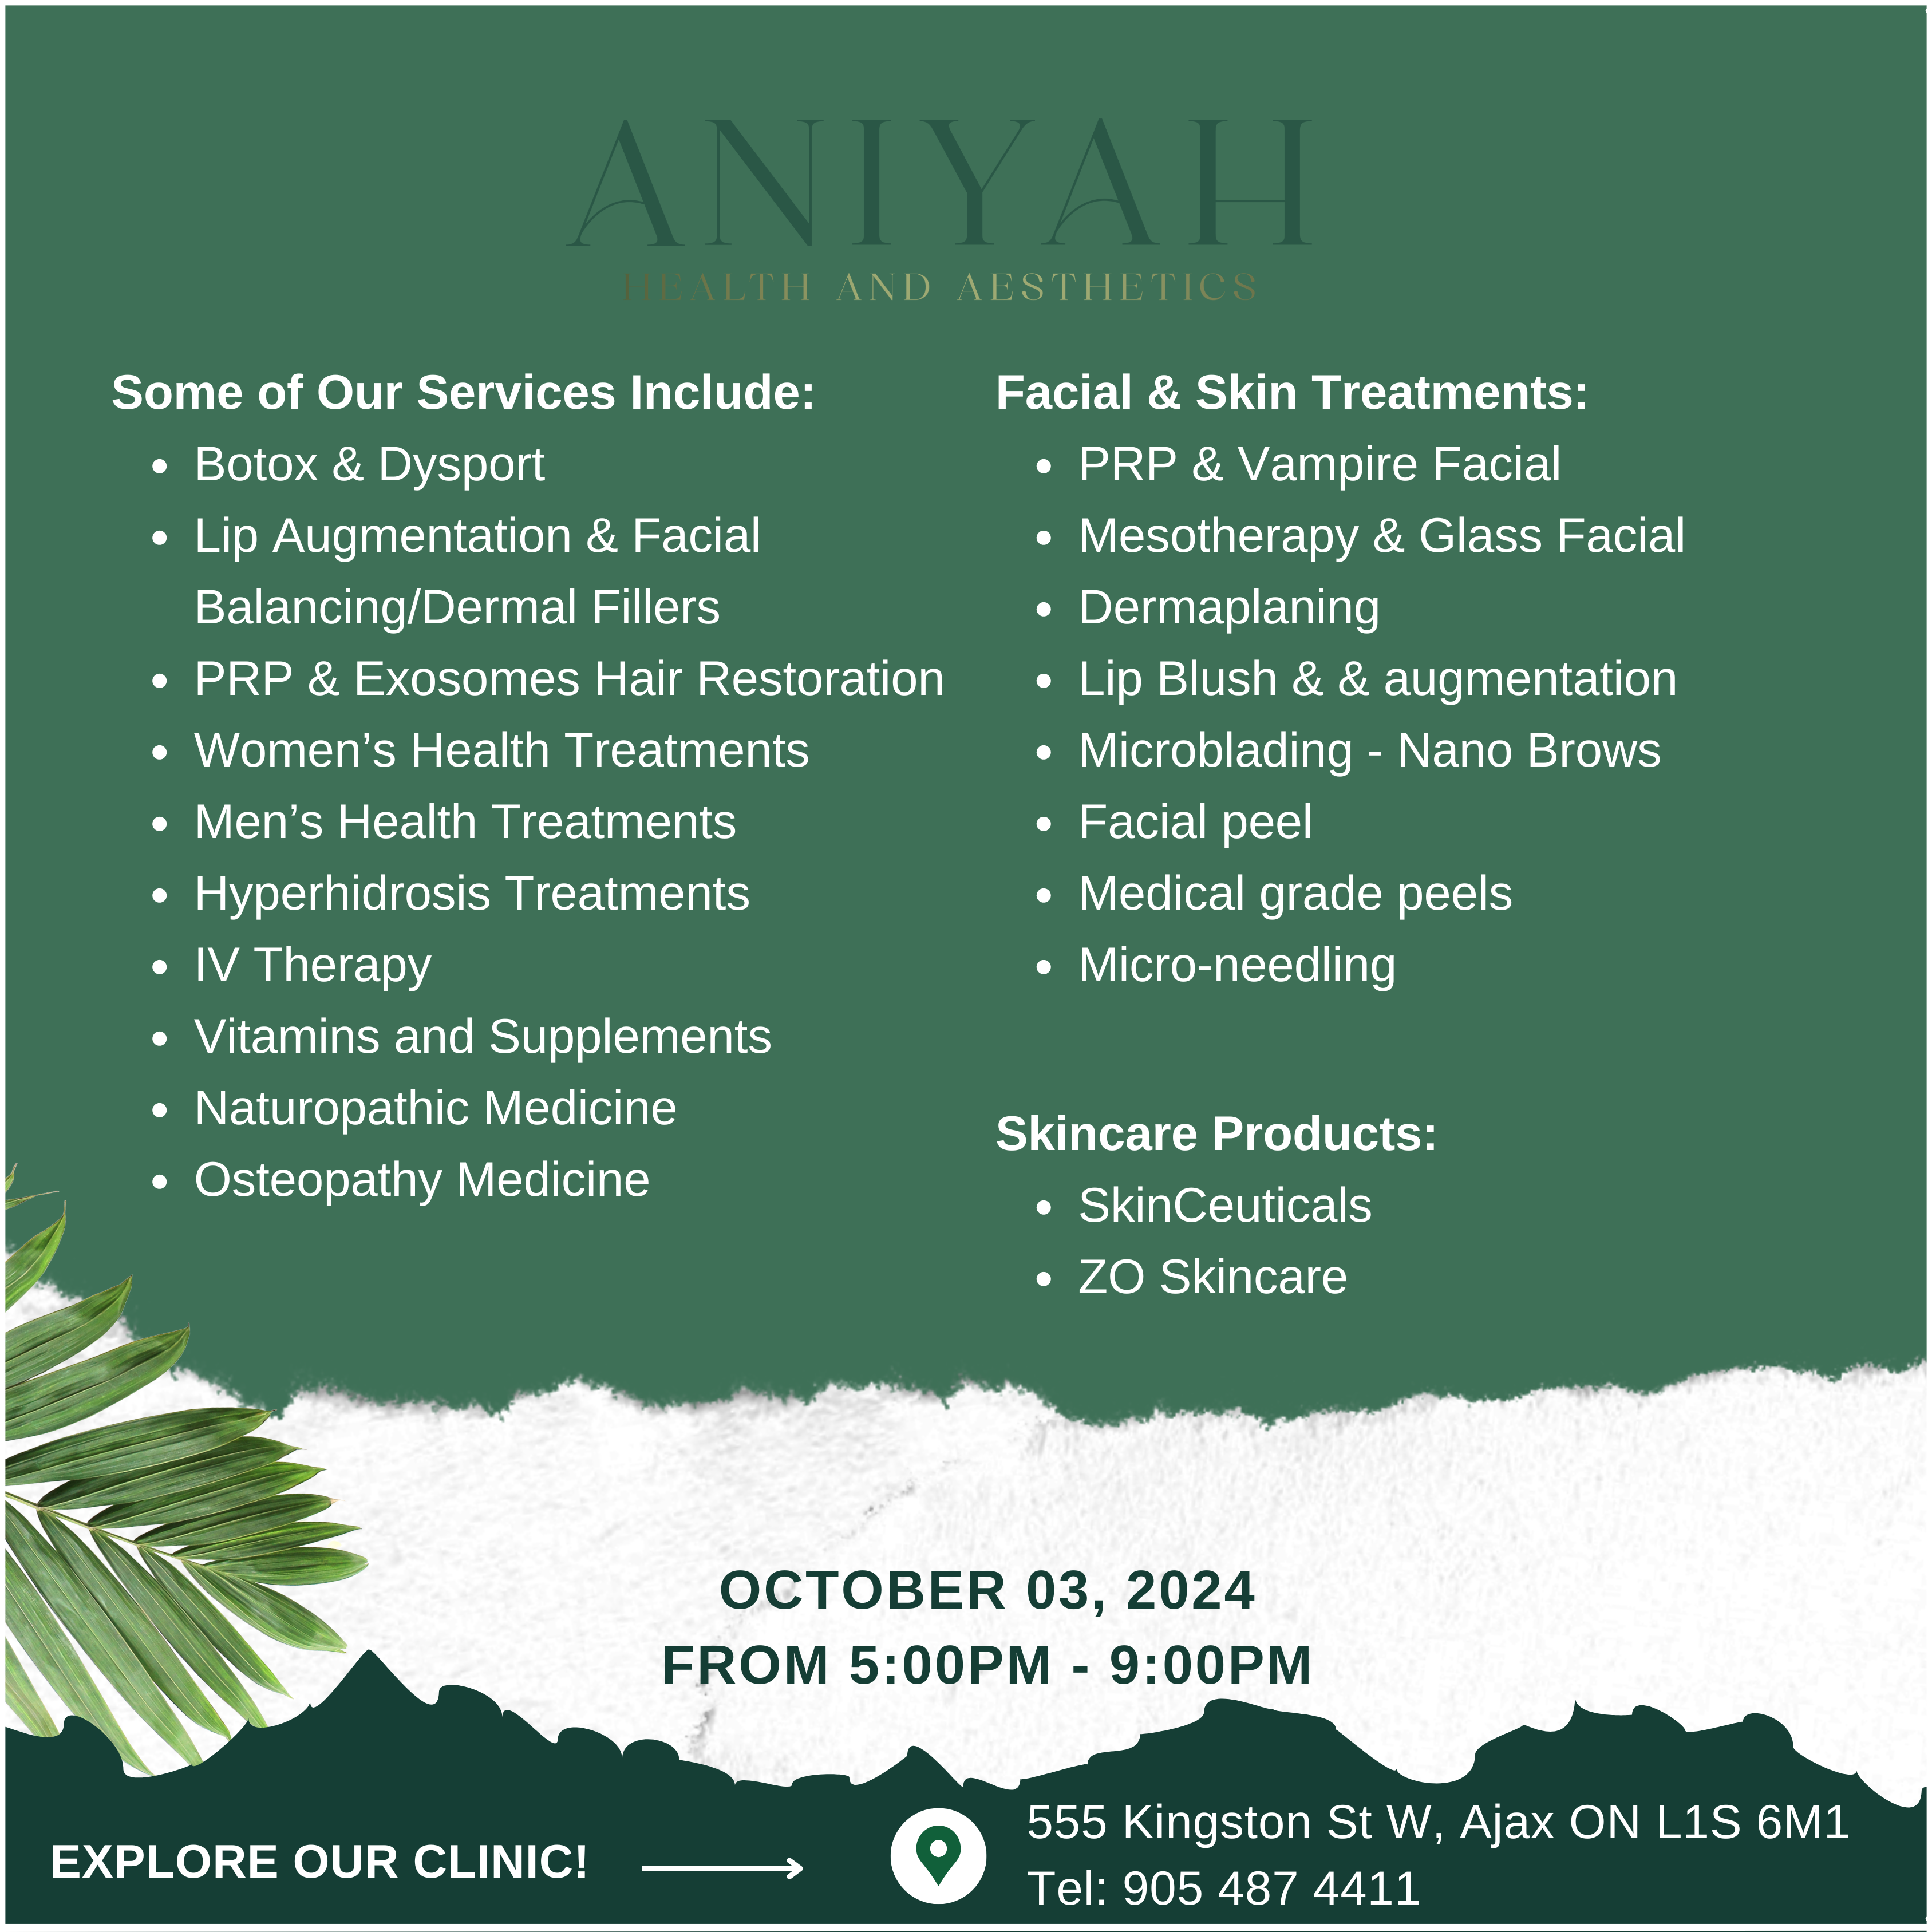 ANIYAH
HEALTH AND AESTHETICS
Some of Our Services Include:
Botox & Dysport
Lip Augmentation & Facial
Balancing/Dermal Fillers
PRP & Exosomes Hair Restoration
Women’s Health Treatments
Men’s Health Treatments
Hyperhidrosis Treatments
IV Therapy
Vitamins and Supplements
Naturopathic Medicine
Osteopathy Medicine
Facial & Skin Treatments:
PRP & Vampire Facial
Mesotherapy & Glass Facial
Dermaplaning
Lip Blush & & augmentation
Microblading - Nano Brows
Facial peel
Medical grade peels
Micro-needling
Skincare Products:
SkinCeuticals
ZO Skincare
OCTOBER 03, 2024
FROM 5:00PM - 9:00PM
EXPLORE OUR CLINIC!
555 Kingston St W, Ajax ON L1S 6M1
Tel: 905 487 4411